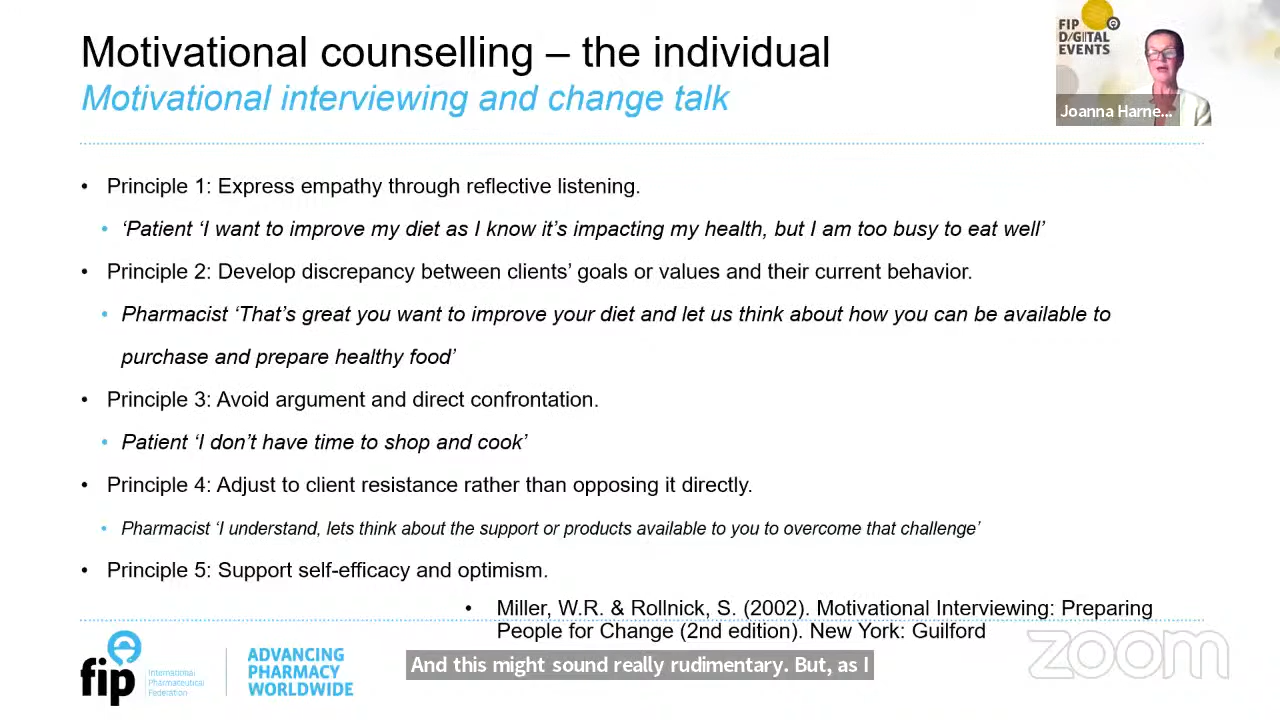 Motivational counselling – the individual
Motivational interviewing and change talk
FIP
DIGITAL
EVENTS
Joanna Harne...
• Principle 1: Express empathy through reflective listening.
• ‘Patient ‘I want to improve my diet as I know it’s impacting my health, but I am too busy to eat well’
• Principle 2: Develop discrepancy between clients’ goals or values and their current behavior.
• Pharmacist ‘That’s great you want to improve your diet and let us think about how you can be available to
purchase and prepare healthy food’
• Principle 3: Avoid argument and direct confrontation.
• Patient ‘I don’t have time to shop and cook’
• Principle 4: Adjust to client resistance rather than opposing it directly.
• Pharmacist ‘I understand, lets think about the support or products available to you to overcome that challenge’
• Principle 5: Support self-efficacy and optimism.
• Miller, W.R. & Rollnick, S. (2002). Motivational Interviewing: Preparing
People for Change (2nd edition). New York: Guilford
fip
International
Pharmaceutical
Federation
ADVANCING
PHARMACY
WORLDWIDE
And this might sound really rudimentary. But, as I
zoom